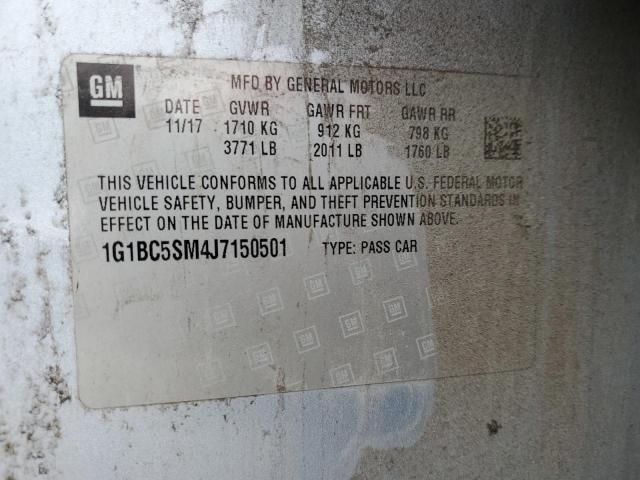 GM
MFD BY GENERAL MOTORS LLC
DATE GVWR GAWR FRT GAWR RR
11/17 1710 KG 912 KG 798 KG
3771 LB 2011 LB 1760 LB
THIS VEHICLE CONFORMS TO ALL APPLICABLE U.S. FEDERAL MOTOR
VEHICLE SAFETY, BUMPER, AND THEFT PREVENTION STANDARDS IN
EFFECT ON THE DATE OF MANUFACTURE SHOWN ABOVE.
1G1BC5SM4J7150501 TYPE: PASS CAR